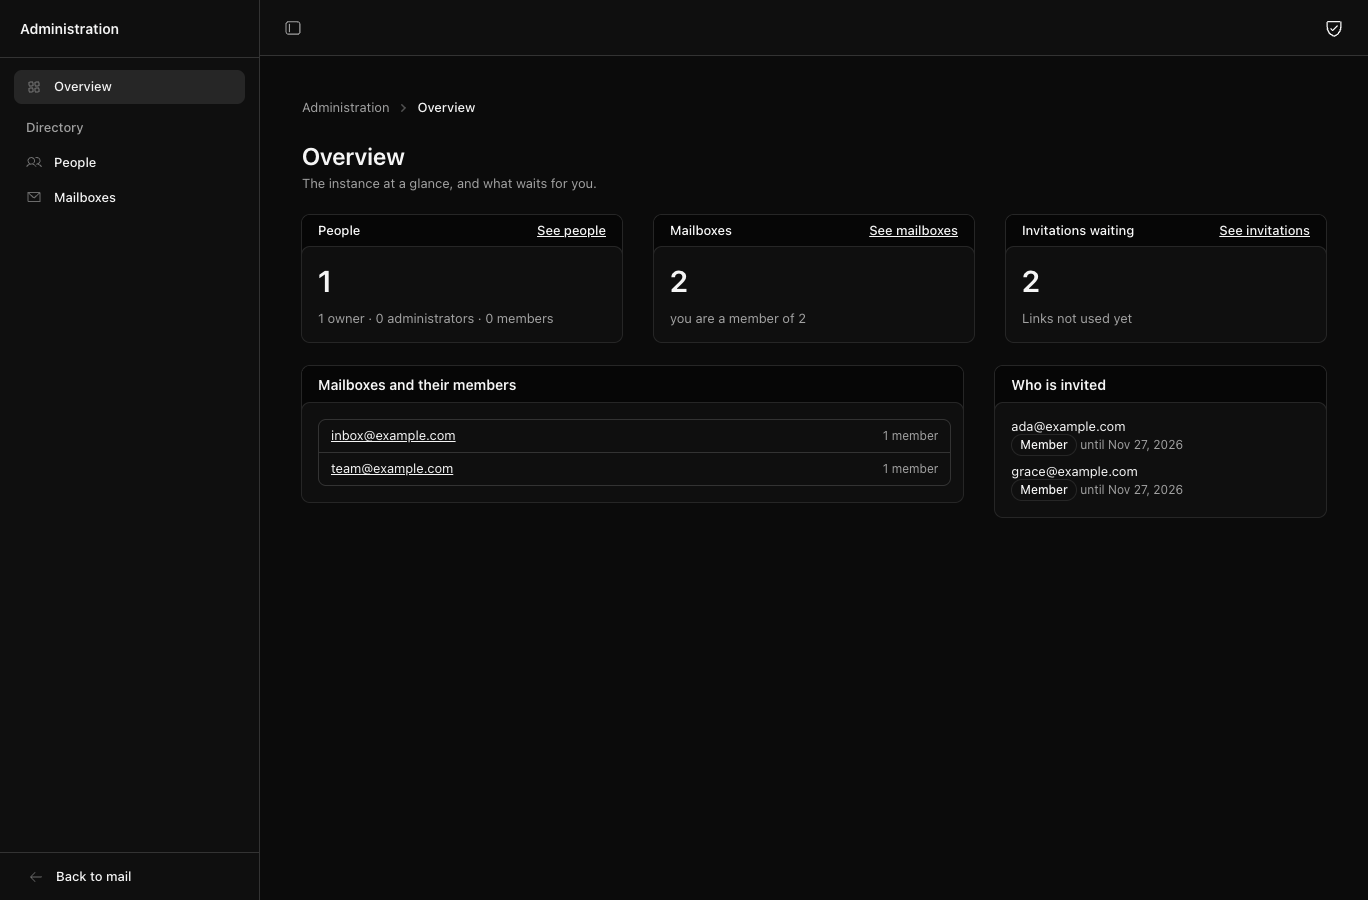 Administration
Overview
Directory
People
Mailboxes
Back to mail
Administration > Overview
Overview
The instance at a glance, and what waits for you.
People See people
1
1 owner · 0 administrators · 0 members
Mailboxes See mailboxes
2
you are a member of 2
Invitations waiting See invitations
2
Links not used yet
Mailboxes and their members
inbox@example.com 1 member
team@example.com 1 member
Who is invited
ada@example.com
Member until Nov 27, 2026
grace@example.com
Member until Nov 27, 2026